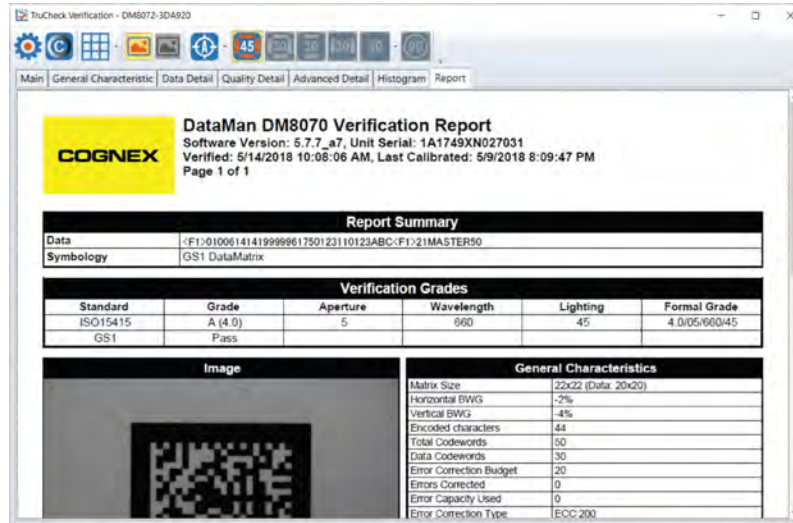 TruCheck Verification - DM8072-3DA920
45 20 30 30T 30 90
Main General Characteristic Data Detail Quality Detail Advanced Detail Histogram Report
COGNEX
DataMan DM8070 Verification Report
Software Version: 5.7.7_a7, Unit Serial: 1A1749XN027031
Verified: 5/14/2018 10:08:06 AM, Last Calibrated: 5/9/2018 8:09:47 PM
Page 1 of 1
Report Summary
Data <F1>01006141419999961750123110123ABC<F1>21MASTER50
Symbology GS1 DataMatrix
Verification Grades
Standard Grade Aperture Wavelength Lighting Formal Grade
ISO15415 A (4.0) 5 660 45 4.0/05/660/45
GS1 Pass
Image
General Characteristics
Matrix Size 22x22 (Data: 20x20)
Horizontal BWG -2%
Vertical BWG -4%
Encoded characters 44
Total Codewords 50
Data Codewords 30
Error Correction Budget 20
Errors Corrected 0
Error Capacity Used 0
Error Correction Type ECC 200